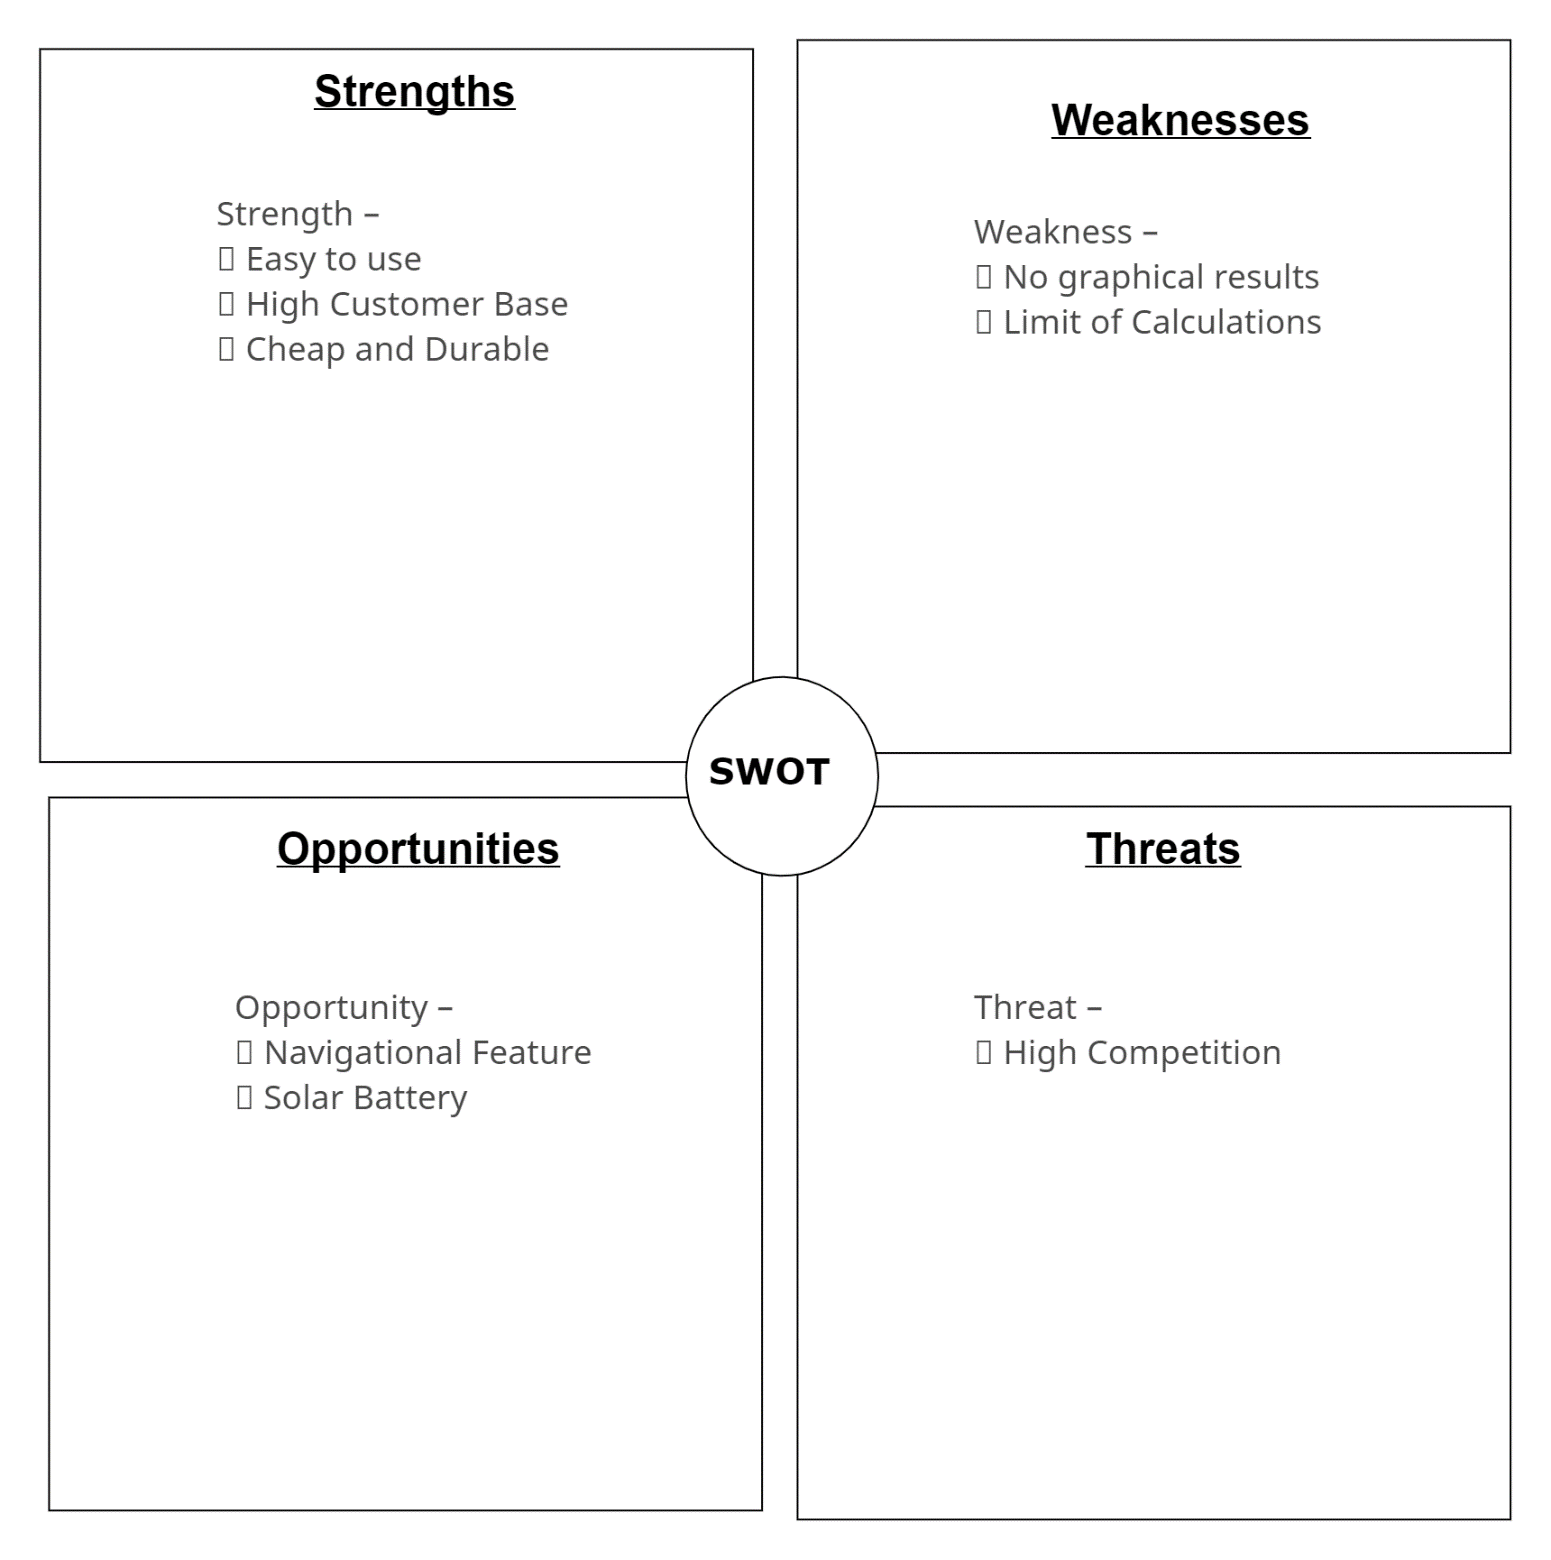 Strengths
Strength –
▯ Easy to use
▯ High Customer Base
▯ Cheap and Durable
Weaknesses
Weakness –
▯ No graphical results
▯ Limit of Calculations
SWOT
Opportunities
Opportunity –
▯ Navigational Feature
▯ Solar Battery
Threats
Threat –
▯ High Competition